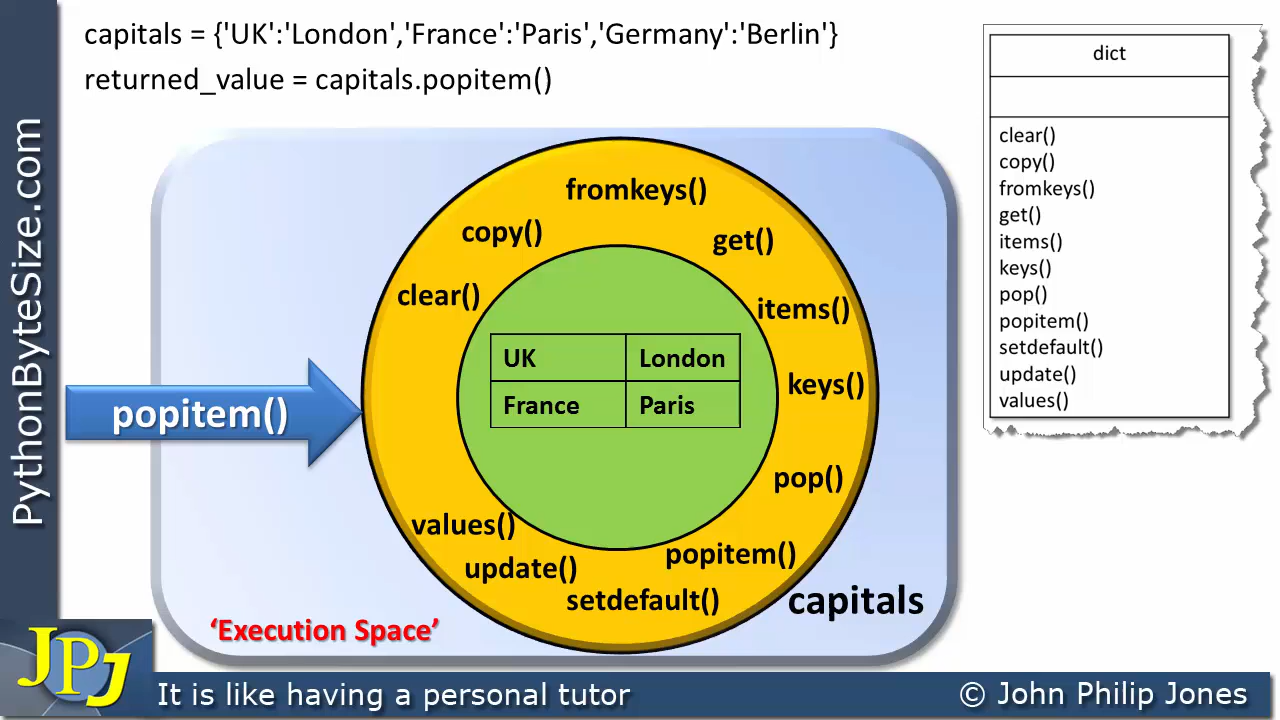 capitals = {'UK':'London','France':'Paris','Germany':'Berlin'}
returned_value = capitals.popitem()
dict
clear()
copy()
fromkeys()
get()
items()
keys()
pop()
popitem()
setdefault()
update()
values()
fromkeys()
copy()
get()
clear()
items()
UK London
France Paris
keys()
popitem()
pop()
values()
popitem()
update()
setdefault()
capitals
‘Execution Space’
PythonByteSize.com
JPJ
It is like having a personal tutor
© John Philip Jones